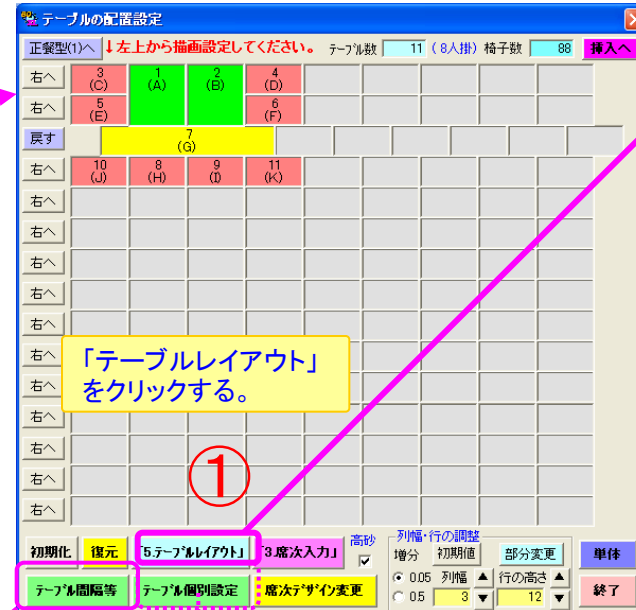 テーブルの配置設定
正餐型(1)へ ↓左上から描画設定してください。 テーブル数 11 (8人掛) 椅子数 88 挿入へ
右へ 3 1 2 4
(C) (A) (B) (D)
右へ 5 6
(E) (F)
戻す 7
(G)
右へ 10 8 9 11
(J) (H) (I) (K)
右へ
右へ
右へ
右へ
右へ
右へ
右へ
右へ
右へ
右へ
右へ
「テーブルレイアウト」
をクリックする。
①
初期化 復元 「5.テーブルレイアウト」 「3.席次入力」 高砂 列幅・行の調整
増分 初期値 部分変更 単体
テーブル間隔等 テーブル個別設定 席次デザイン変更 0.05 列幅 ▲ 行の高さ ▲ 終了
0.5 3 ▼ 12 ▼